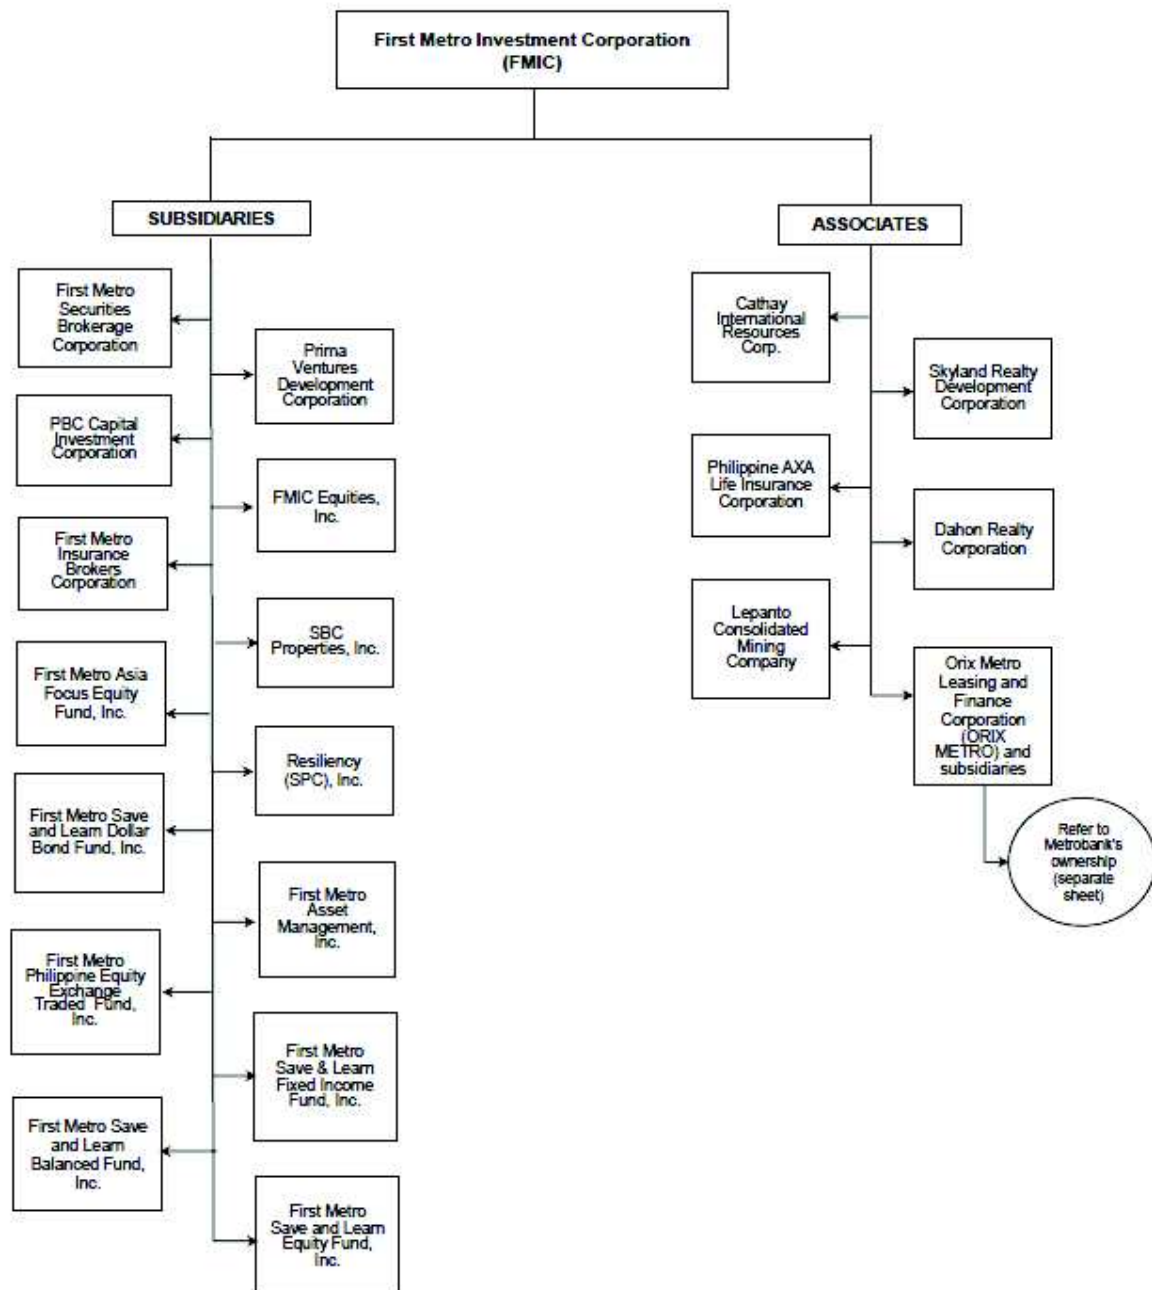 First Metro Investment Corporation
(FMIC)
SUBSIDIARIES
First Metro
Securities
Brokerage
Corporation
Prima
Ventures
Development
Corporation
PBC Capital
Investment
Corporation
FMIC Equities,
Inc.
First Metro
Insurance
Brokers
Corporation
SBC
Properties, Inc.
First Metro Asia
Focus Equity
Fund, Inc.
Resiliency
(SPC), Inc.
First Metro Save
and Learn Dollar
Bond Fund, Inc.
First Metro
Asset
Management,
Inc.
First Metro
Philippine Equity
Exchange
Traded Fund,
Inc.
First Metro
Save & Learn
Fixed Income
Fund, Inc.
First Metro Save
and Learn
Balanced Fund,
Inc.
First Metro
Save and Learn
Equity Fund,
Inc.
ASSOCIATES
Cathay
International
Resources
Corp.
Skyland Realty
Development
Corporation
Philippine AXA
Life Insurance
Corporation
Dahon Realty
Corporation
Lepanto
Consolidated
Mining
Company
Orix Metro
Leasing and
Finance
Corporation
(ORIX
METRO) and
subsidiaries
Refer to
Metrobank's
ownership
(separate
sheet)